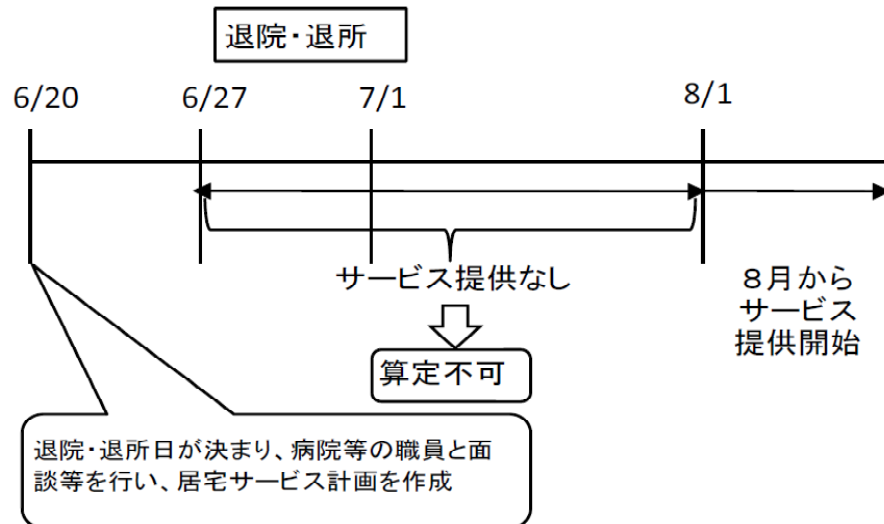 退院・退所
6/20
6/27
7/1
8/1
サービス提供なし
8月から
サービス
提供開始
算定不可
退院・退所日が決まり、病院等の職員と面
談等を行い、居宅サービス計画を作成